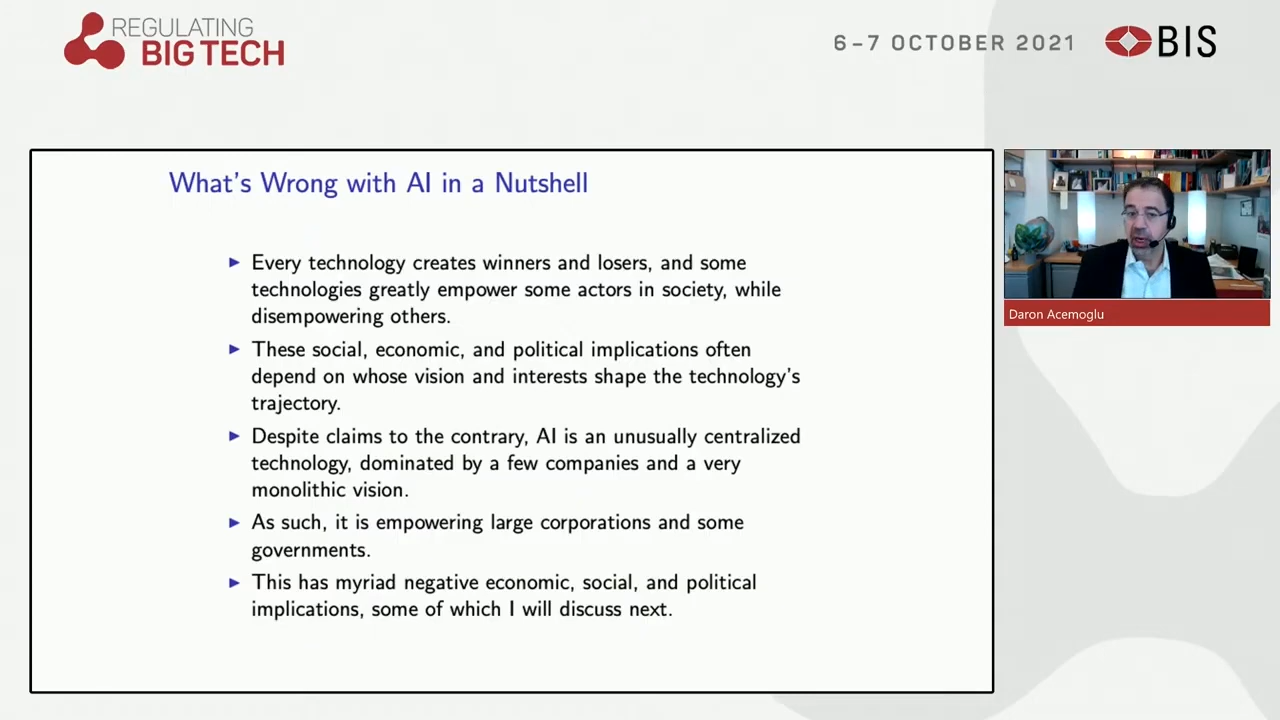 REGULATING
BIG TECH
6–7 OCTOBER 2021
BIS
What's Wrong with AI in a Nutshell
Every technology creates winners and losers, and some
technologies greatly empower some actors in society, while
disempowering others.
These social, economic, and political implications often
depend on whose vision and interests shape the technology's
trajectory.
Despite claims to the contrary, AI is an unusually centralized
technology, dominated by a few companies and a very
monolithic vision.
As such, it is empowering large corporations and some
governments.
This has myriad negative economic, social, and political
implications, some of which I will discuss next.
Daron Acemoglu